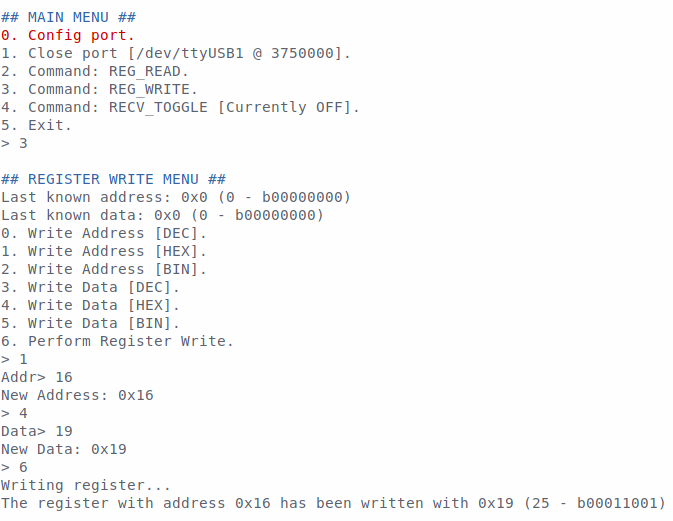 ## MAIN MENU ##
0. Config port.
1. Close port [/dev/ttyUSB1 @ 3750000].
2. Command: REG_READ.
3. Command: REG_WRITE.
4. Command: RECV_TOGGLE [Currently OFF].
5. Exit.
> 3
## REGISTER WRITE MENU ##
Last known address: 0x0 (0 - b00000000)
Last known data: 0x0 (0 - b00000000)
0. Write Address [DEC].
1. Write Address [HEX].
2. Write Address [BIN].
3. Write Data [DEC].
4. Write Data [HEX].
5. Write Data [BIN].
6. Perform Register Write.
> 1
Addr> 16
New Address: 0x16
> 4
Data> 19
New Data: 0x19
> 6
Writing register...
The register with address 0x16 has been written with 0x19 (25 - b00011001)